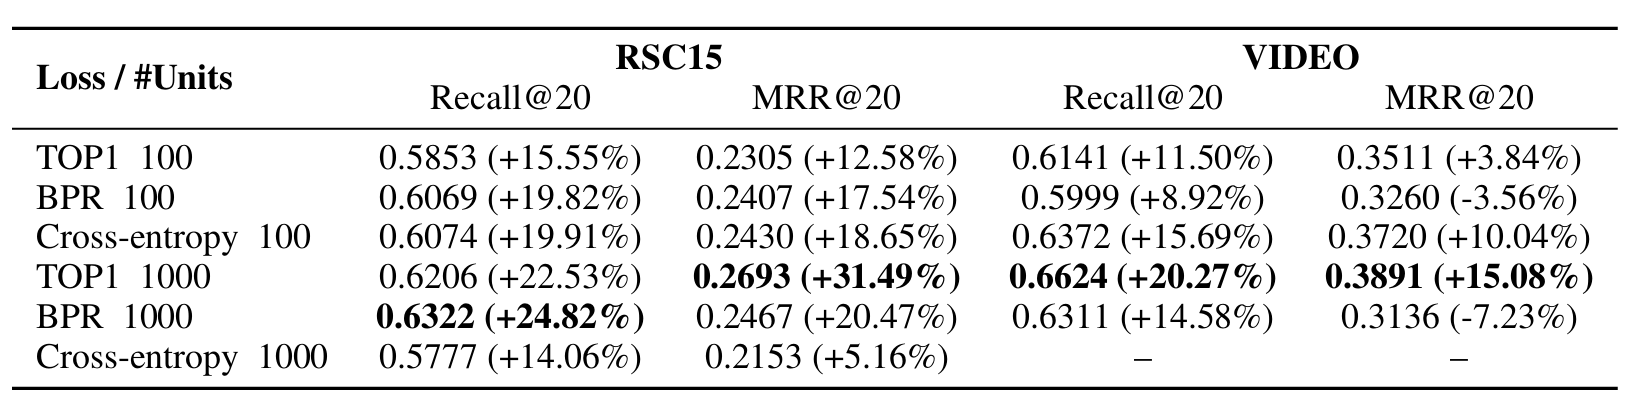 Loss / #Units RSC15 VIDEO
Recall@20 MRR@20 Recall@20 MRR@20
TOP1 100 0.5853 (+15.55%) 0.2305 (+12.58%) 0.6141 (+11.50%) 0.3511 (+3.84%)
BPR 100 0.6069 (+19.82%) 0.2407 (+17.54%) 0.5999 (+8.92%) 0.3260 (-3.56%)
Cross-entropy 100 0.6074 (+19.91%) 0.2430 (+18.65%) 0.6372 (+15.69%) 0.3720 (+10.04%)
TOP1 1000 0.6206 (+22.53%) 0.2693 (+31.49%) 0.6624 (+20.27%) 0.3891 (+15.08%)
BPR 1000 0.6322 (+24.82%) 0.2467 (+20.47%) 0.6311 (+14.58%) 0.3136 (-7.23%)
Cross-entropy 1000 0.5777 (+14.06%) 0.2153 (+5.16%) – –